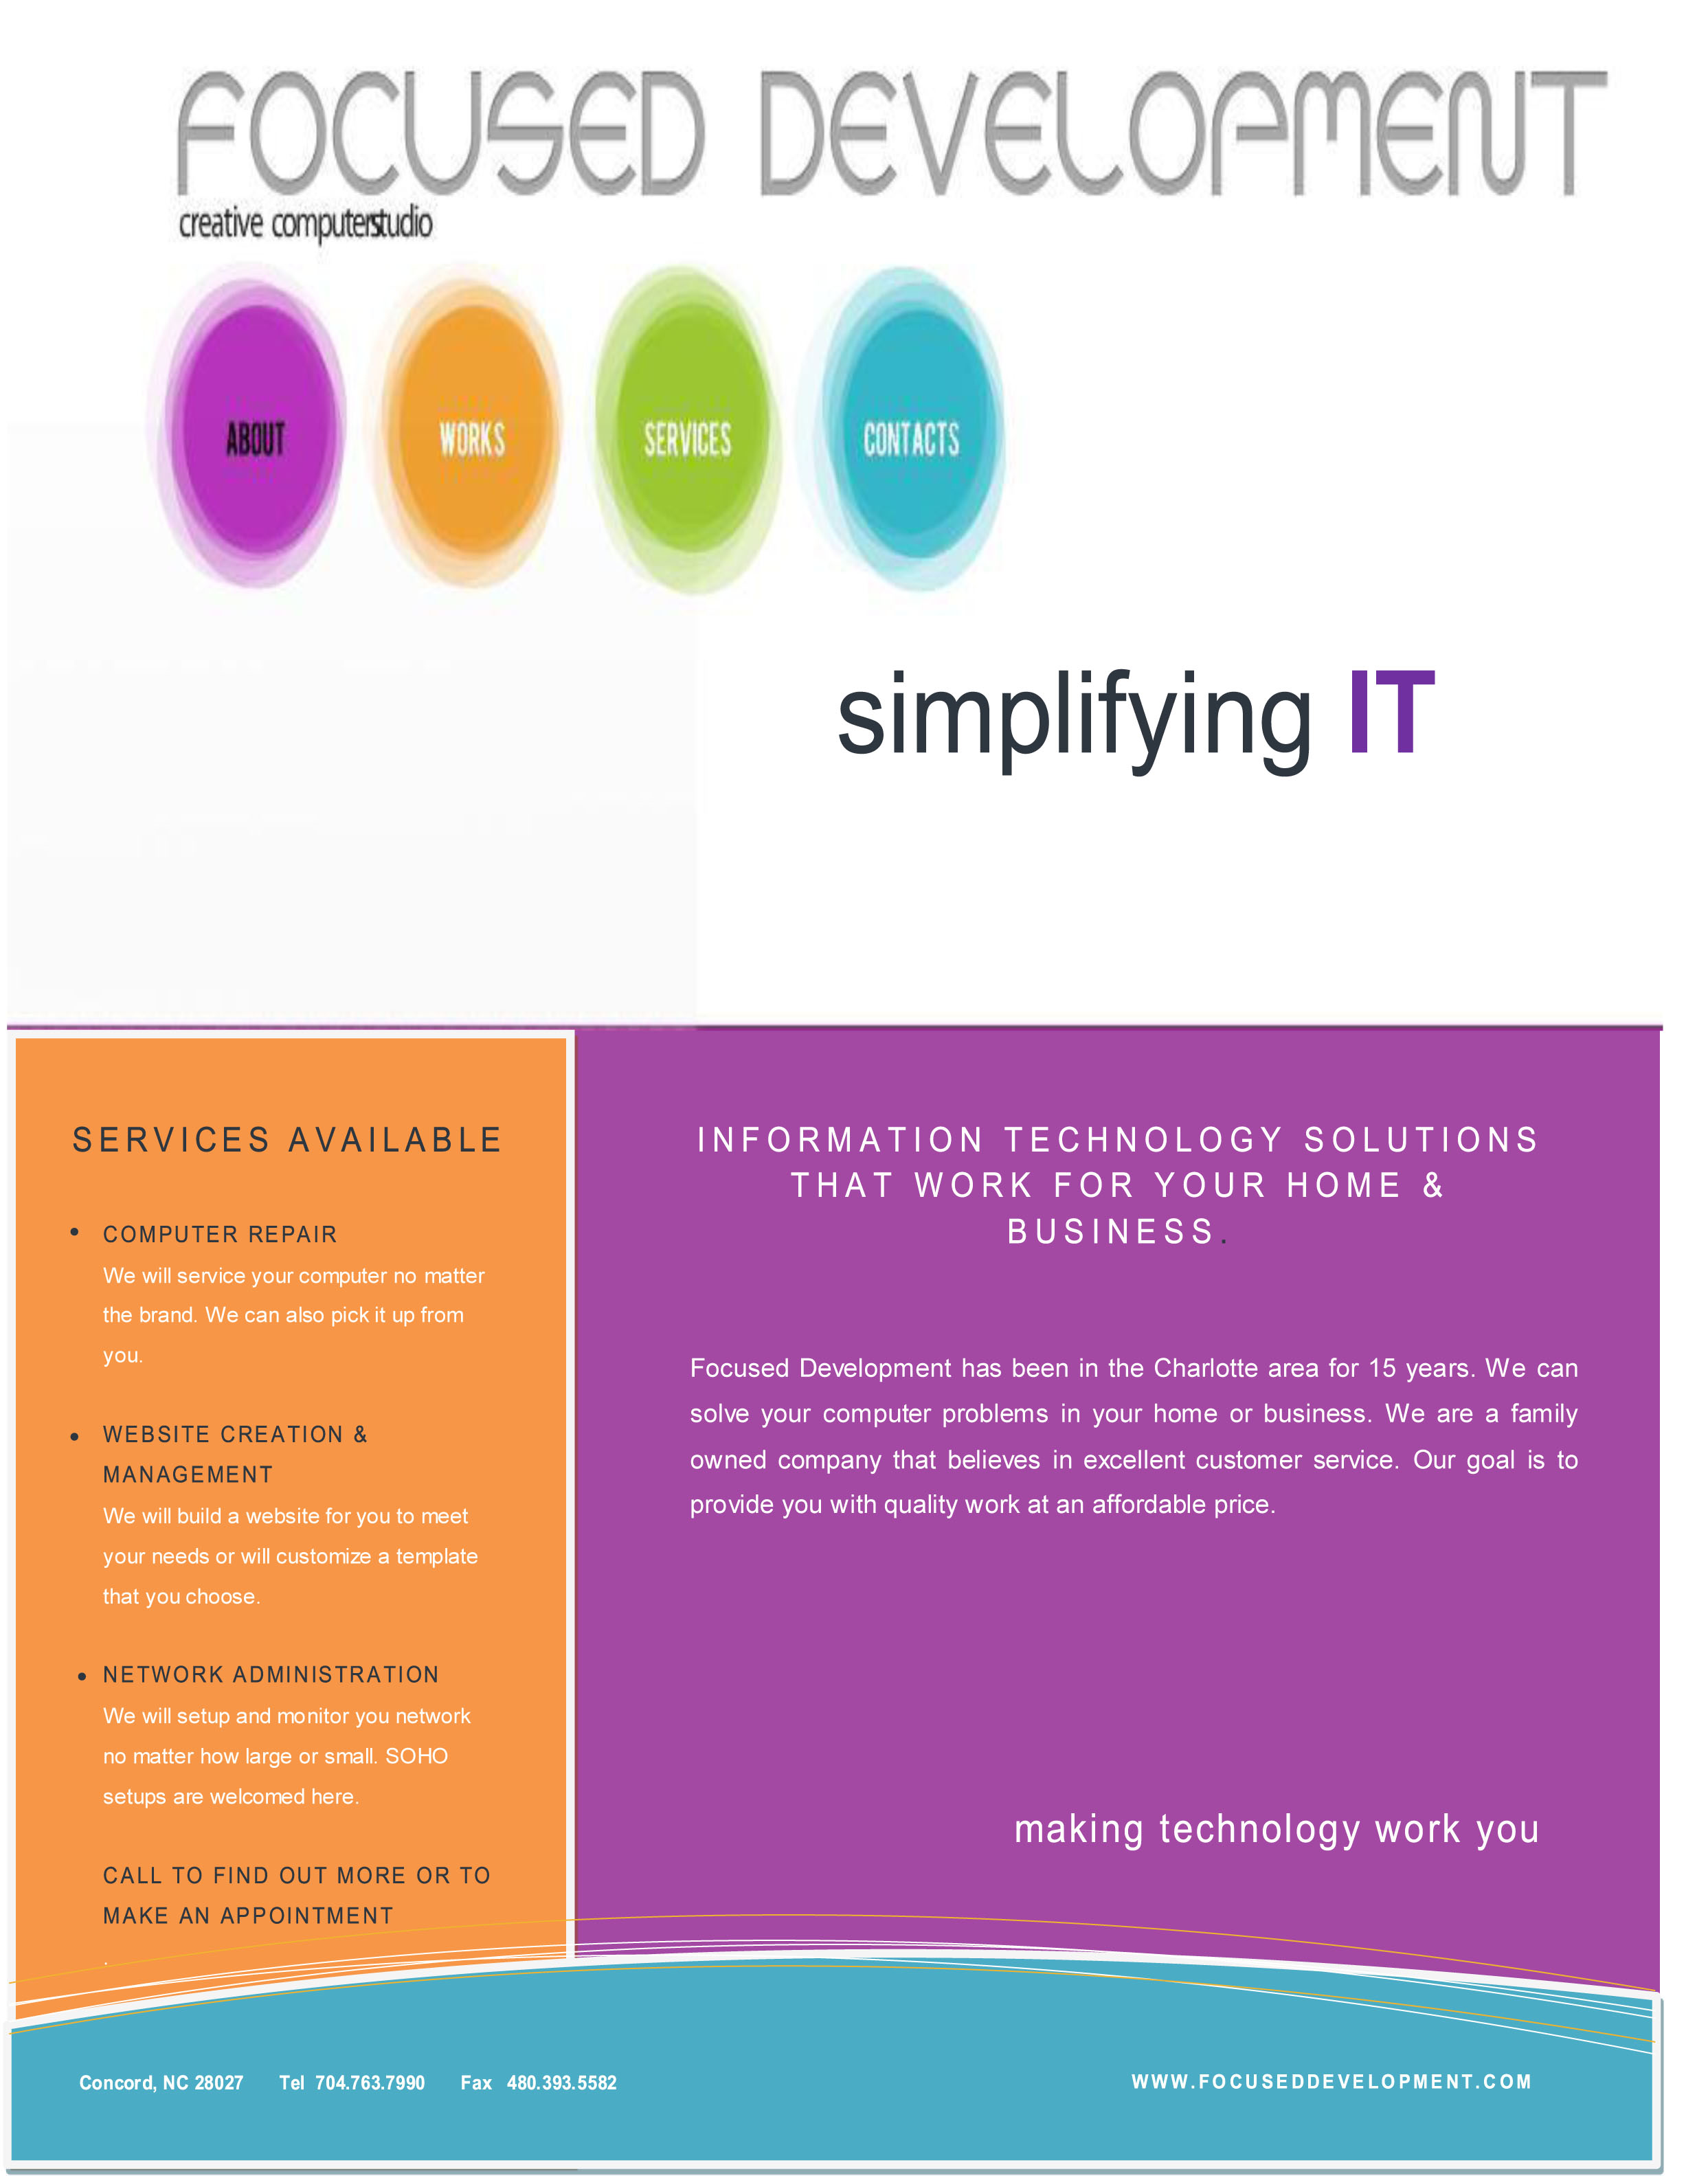 FOCUSED DEVELOPMENT
creative computerstudio
ABOUT
WORKS
SERVICES
CONTACTS
simplifying IT
SERVICES AVAILABLE
• COMPUTER REPAIR
We will service your computer no matter
the brand. We can also pick it up from
you.
• WEBSITE CREATION &
MANAGEMENT
We will build a website for you to meet
your needs or will customize a template
that you choose.
• NETWORK ADMINISTRATION
We will setup and monitor you network
no matter how large or small. SOHO
setups are welcomed here.
CALL TO FIND OUT MORE OR TO
MAKE AN APPOINTMENT
.
INFORMATION TECHNOLOGY SOLUTIONS
THAT WORK FOR YOUR HOME &
BUSINESS.
Focused Development has been in the Charlotte area for 15 years. We can
solve your computer problems in your home or business. We are a family
owned company that believes in excellent customer service. Our goal is to
provide you with quality work at an affordable price.
making technology work you
Concord, NC 28027 Tel 704.763.7990 Fax 480.393.5582
WWW.FOCUSEDDEVELOPMENT.COM